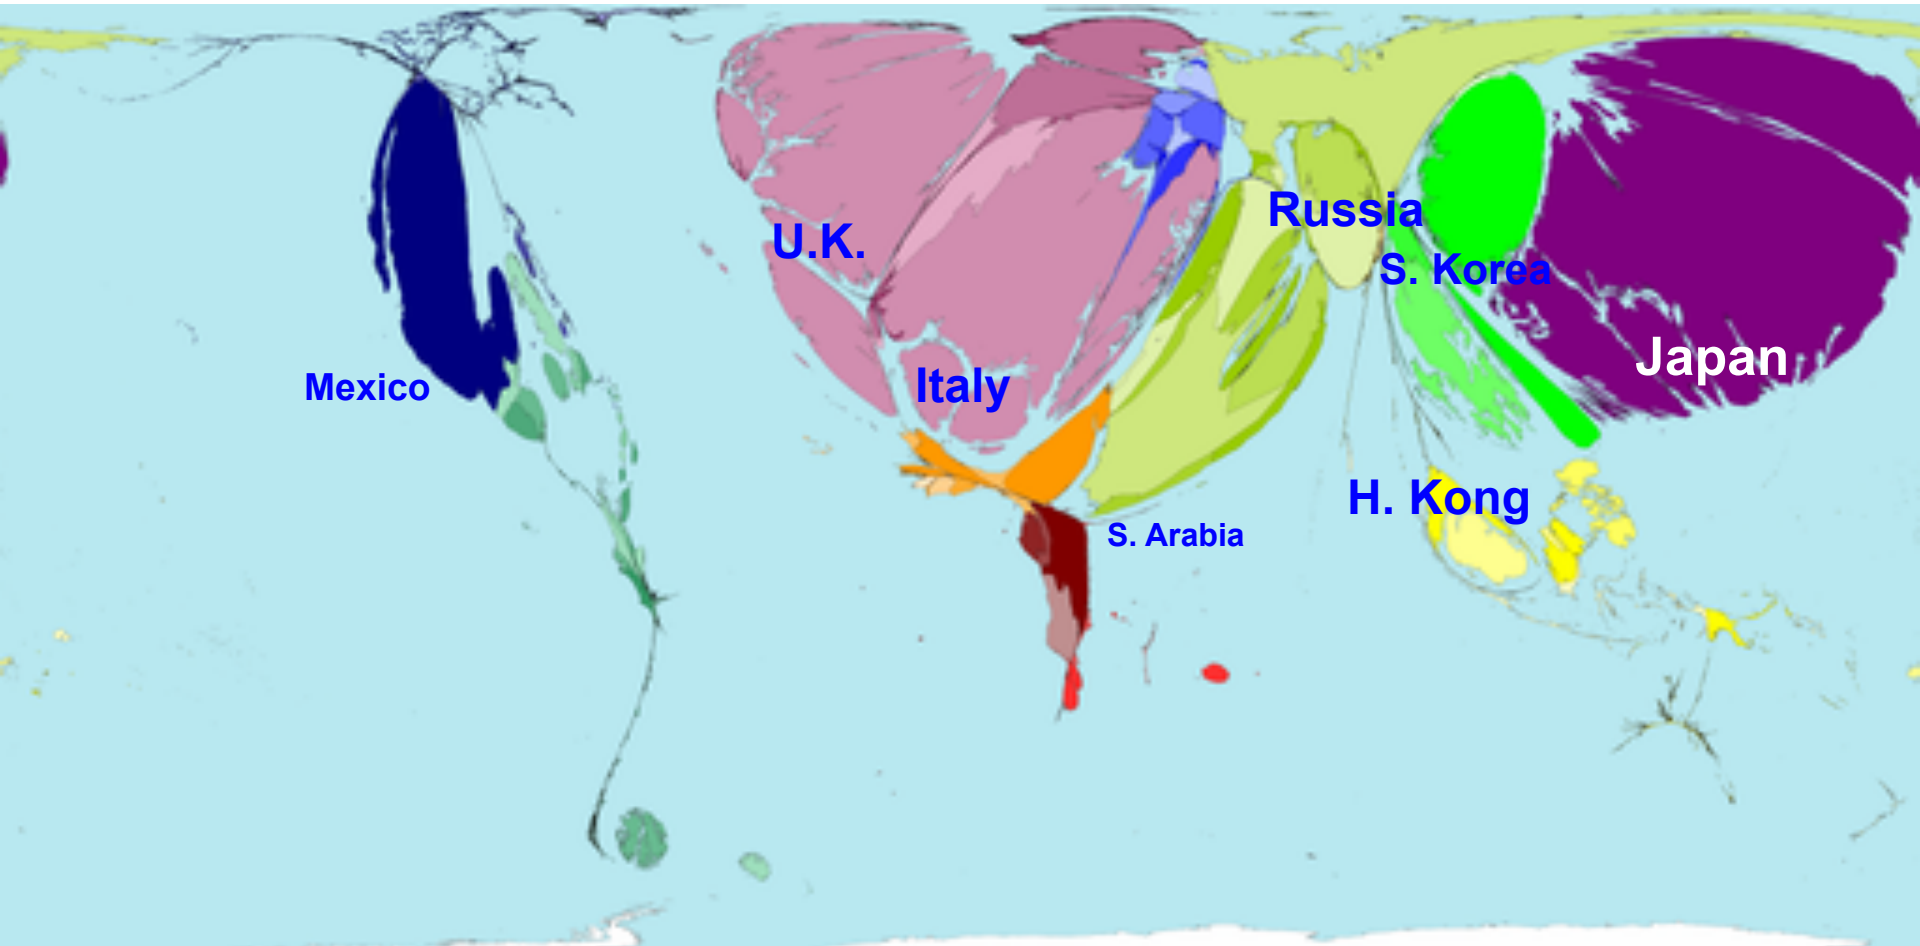 Russia
U.K.
S. Korea
Japan
Mexico
Italy
H. Kong
S. Arabia